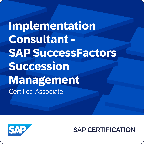 Implementation
Consultant -
SAP SuccessFactors
Succession
Management
Certified Associate
SAP
SAP CERTIFICATION